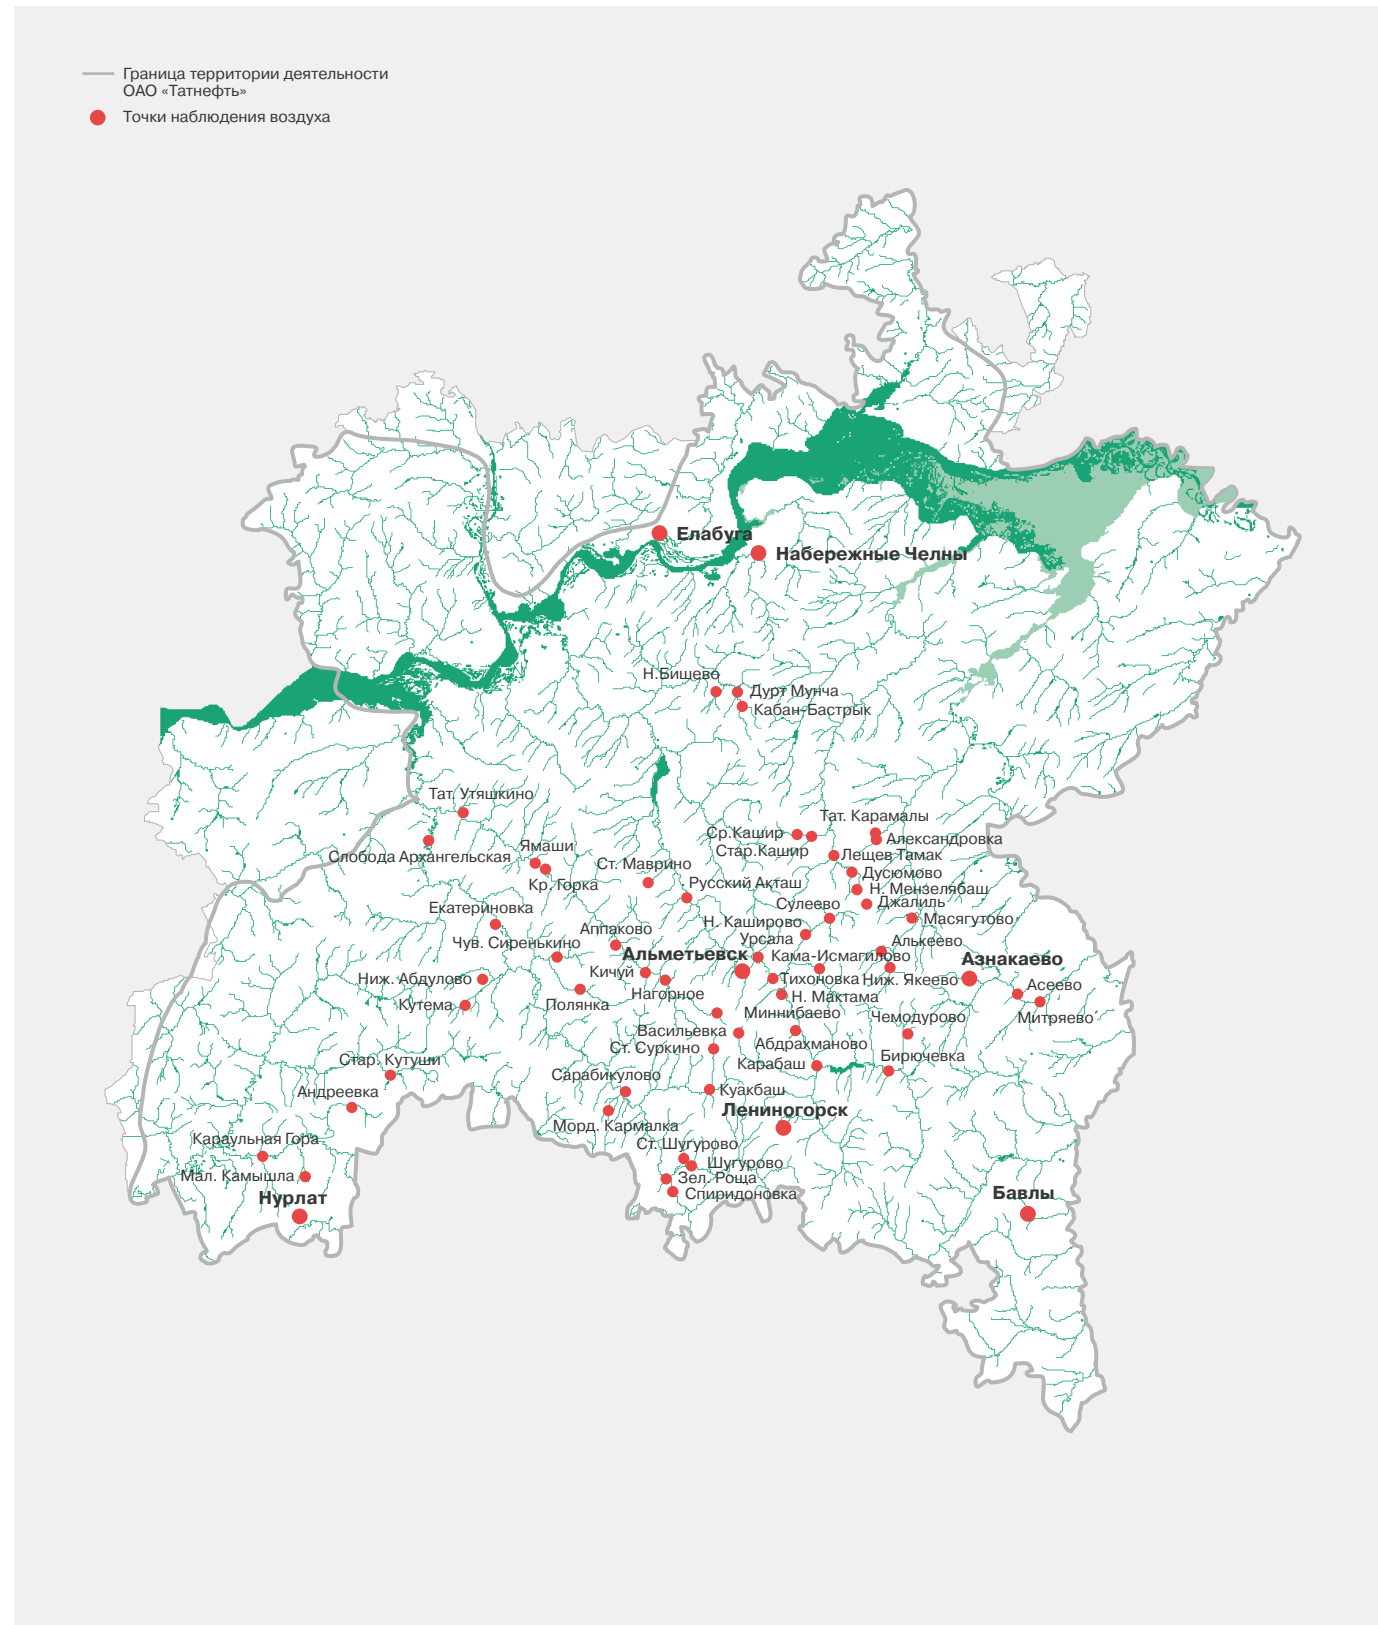 Граница территории деятельности
ОАО «Татнефть»
Точки наблюдения воздуха
Елабуга
Набережные Челны
Н.Бишево
Дурт Мунча
Кабан-Бастрык
Тат. Утяшкино
Слобода Архангельская
Ямаши
Кр. Горка
Ст. Маврино
Русский Акташ
Ср.Кашир
Стар.Кашир
Тат. Карамалы
Александровка
Лещев Тамак
Дусюмово
Н. Мензелябаш
Джалиль
Масягутово
Сулеево
Н. Каширово
Урсала
Екатериновка
Чув. Сиренькино
Аппаково
Альметьевск
Кама-Исмагилово
Алькеево
Азнакаево
Ниж. Абдулово
Кичуй
Нагорное
Тихоновка
Ниж. Якеево
Асеево
Митряево
Кутема
Полянка
Н. Мактама
Миннибаево
Чемодурово
Васильевка
Абдрахманово
Ст. Суркино
Карабаш
Бирючевка
Стар. Кутуши
Андреевка
Сарабикулово
Куакбаш
Лениногорск
Морд. Кармалка
Ст. Шугурово
Шугурово
Зел. Роща
Спиридоновка
Караульная Гора
Мал. Камышла
Нурлат
Бавлы